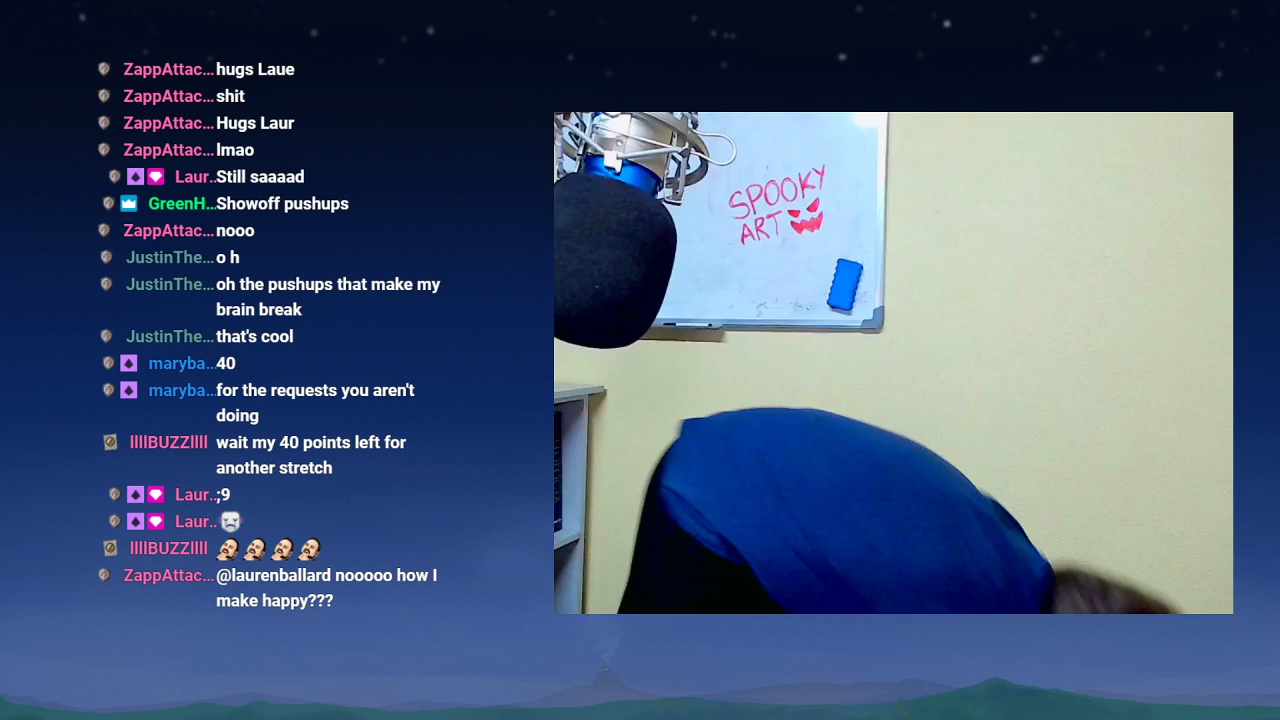 ZappAttac... hugs Laue
ZappAttac... shit
ZappAttac... Hugs Laur
ZappAttac... lmao
Laur.. Still saaaad
GreenH... Showoff pushups
ZappAttac... nooo
JustinThe... o h
JustinThe... oh the pushups that make my
brain break
JustinThe... that's cool
maryba... 40
maryba... for the requests you aren't
doing
llllBUZZllll wait my 40 points left for
another stretch
Laur.. ;9
Laur..
llllBUZZllll
ZappAttac... @laurenballard nooooo how I
make happy???
SPOOKY
ART